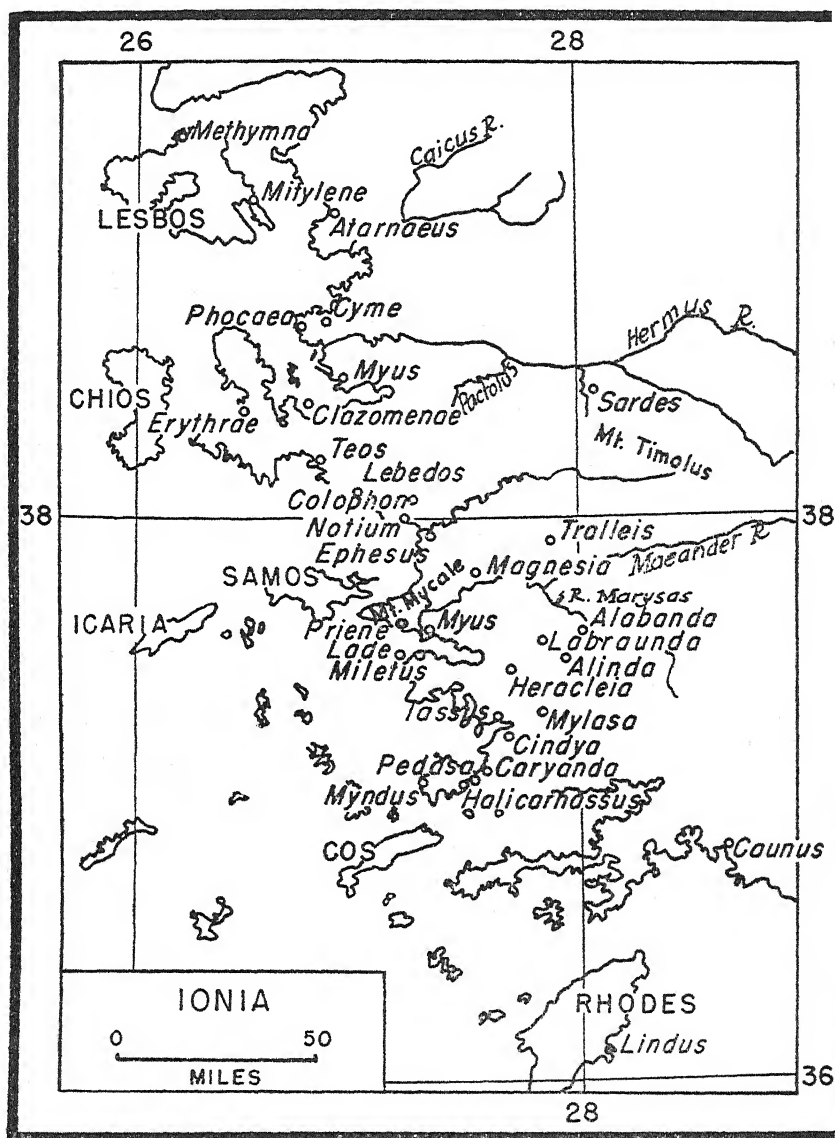 26 28
Methymna
Caicus R.
Mitylene
LESBOS
Atarnaeus
Phocaea Cyme
Hermus R.
Myus
Pactolus
CHIOS
Sardes
Erythrae Clazomenae
Mt. Timolus
Teos
Lebedos
Colophon
38 38
Notium Tralleis
Ephesus Maeander R
SAMOS Magnesia
Mt. Mycale
R. Marysas
ICARIA Priene Myus Alabanda
Labraunda
Lade Alinda
Miletus
Heracleia
Iassus Mylasa
Cindya
Pedasa Caryanda
Myndus Halicarnassus
COS Caunus
IONIA
RHODES
0 50
Lindus
MILES
36
28